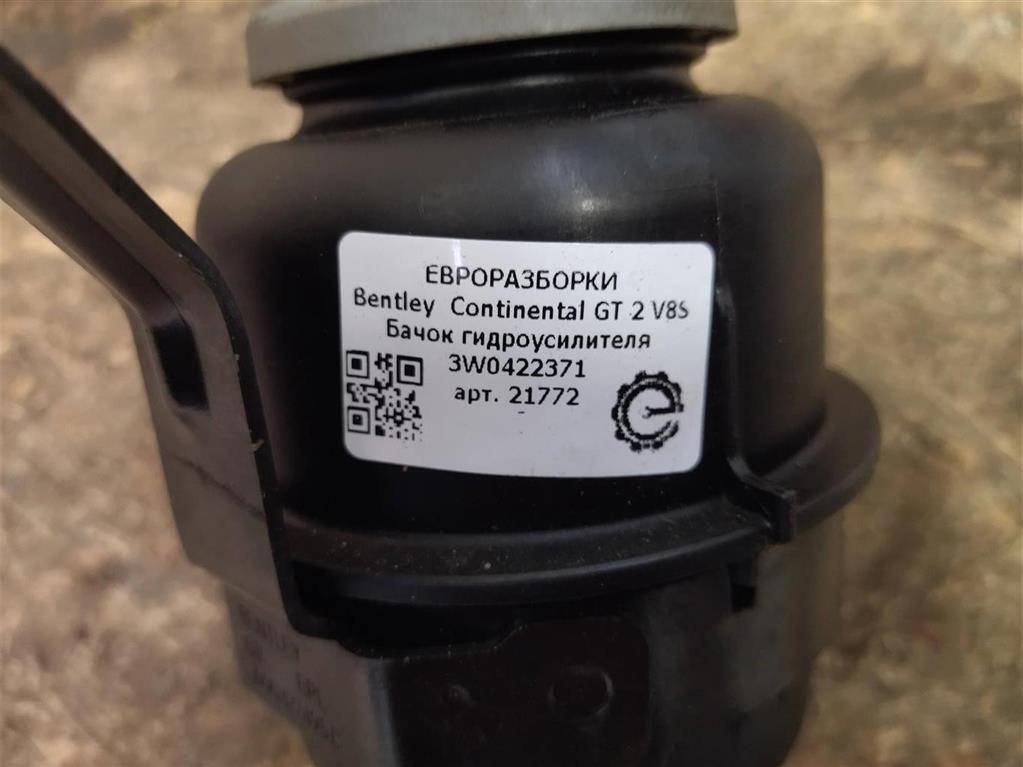 ЕВРОРАЗБОРКИ
Bentley Continental GT 2 V8S
Бачок гидроусилителя
3W0422371
арт. 21772
-